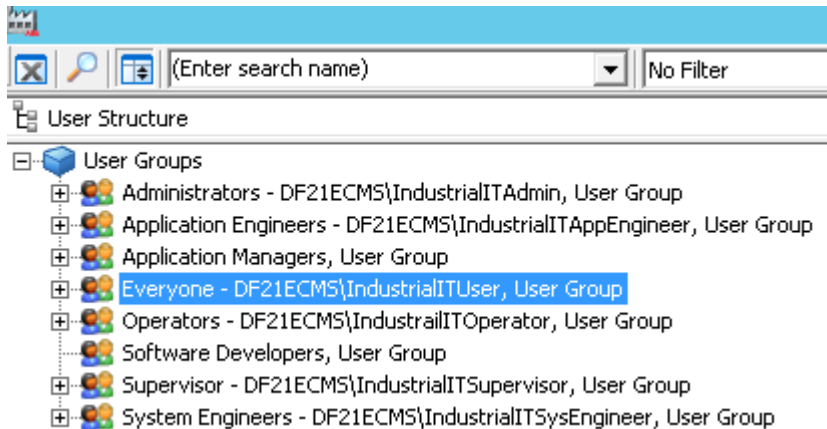 (Enter search name) No Filter
User Structure
User Groups
Administrators - DF21ECMS\IndustrialITAdmin, User Group
Application Engineers - DF21ECMS\IndustrialITAppEngineer, User Group
Application Managers, User Group
Everyone - DF21ECMS\IndustrialITUser, User Group
Operators - DF21ECMS\IndustrailITOperator, User Group
Software Developers, User Group
Supervisor - DF21ECMS\IndustrialITSupervisor, User Group
System Engineers - DF21ECMS\IndustrialITSysEngineer, User Group